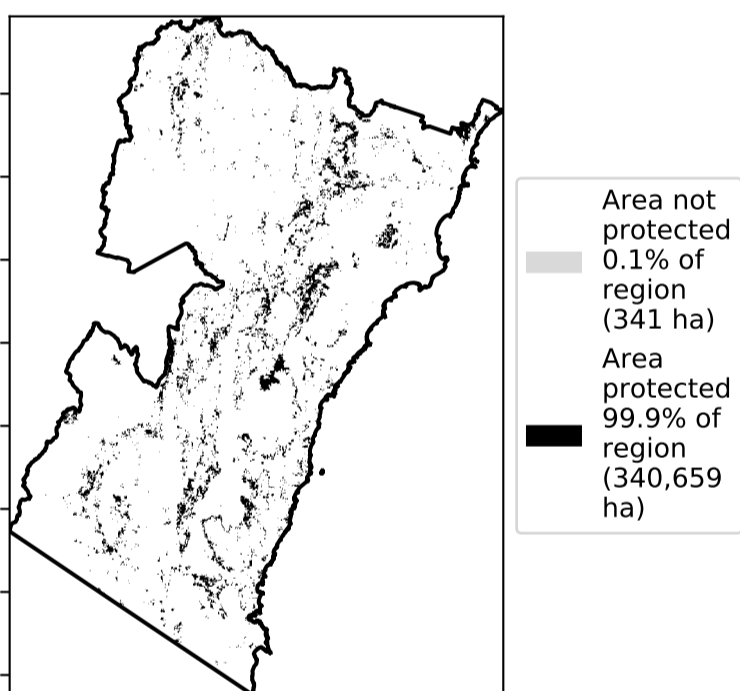 Area not
protected
0.1% of
region
(341 ha)
Area
protected
99.9% of
region
(340,659
ha)